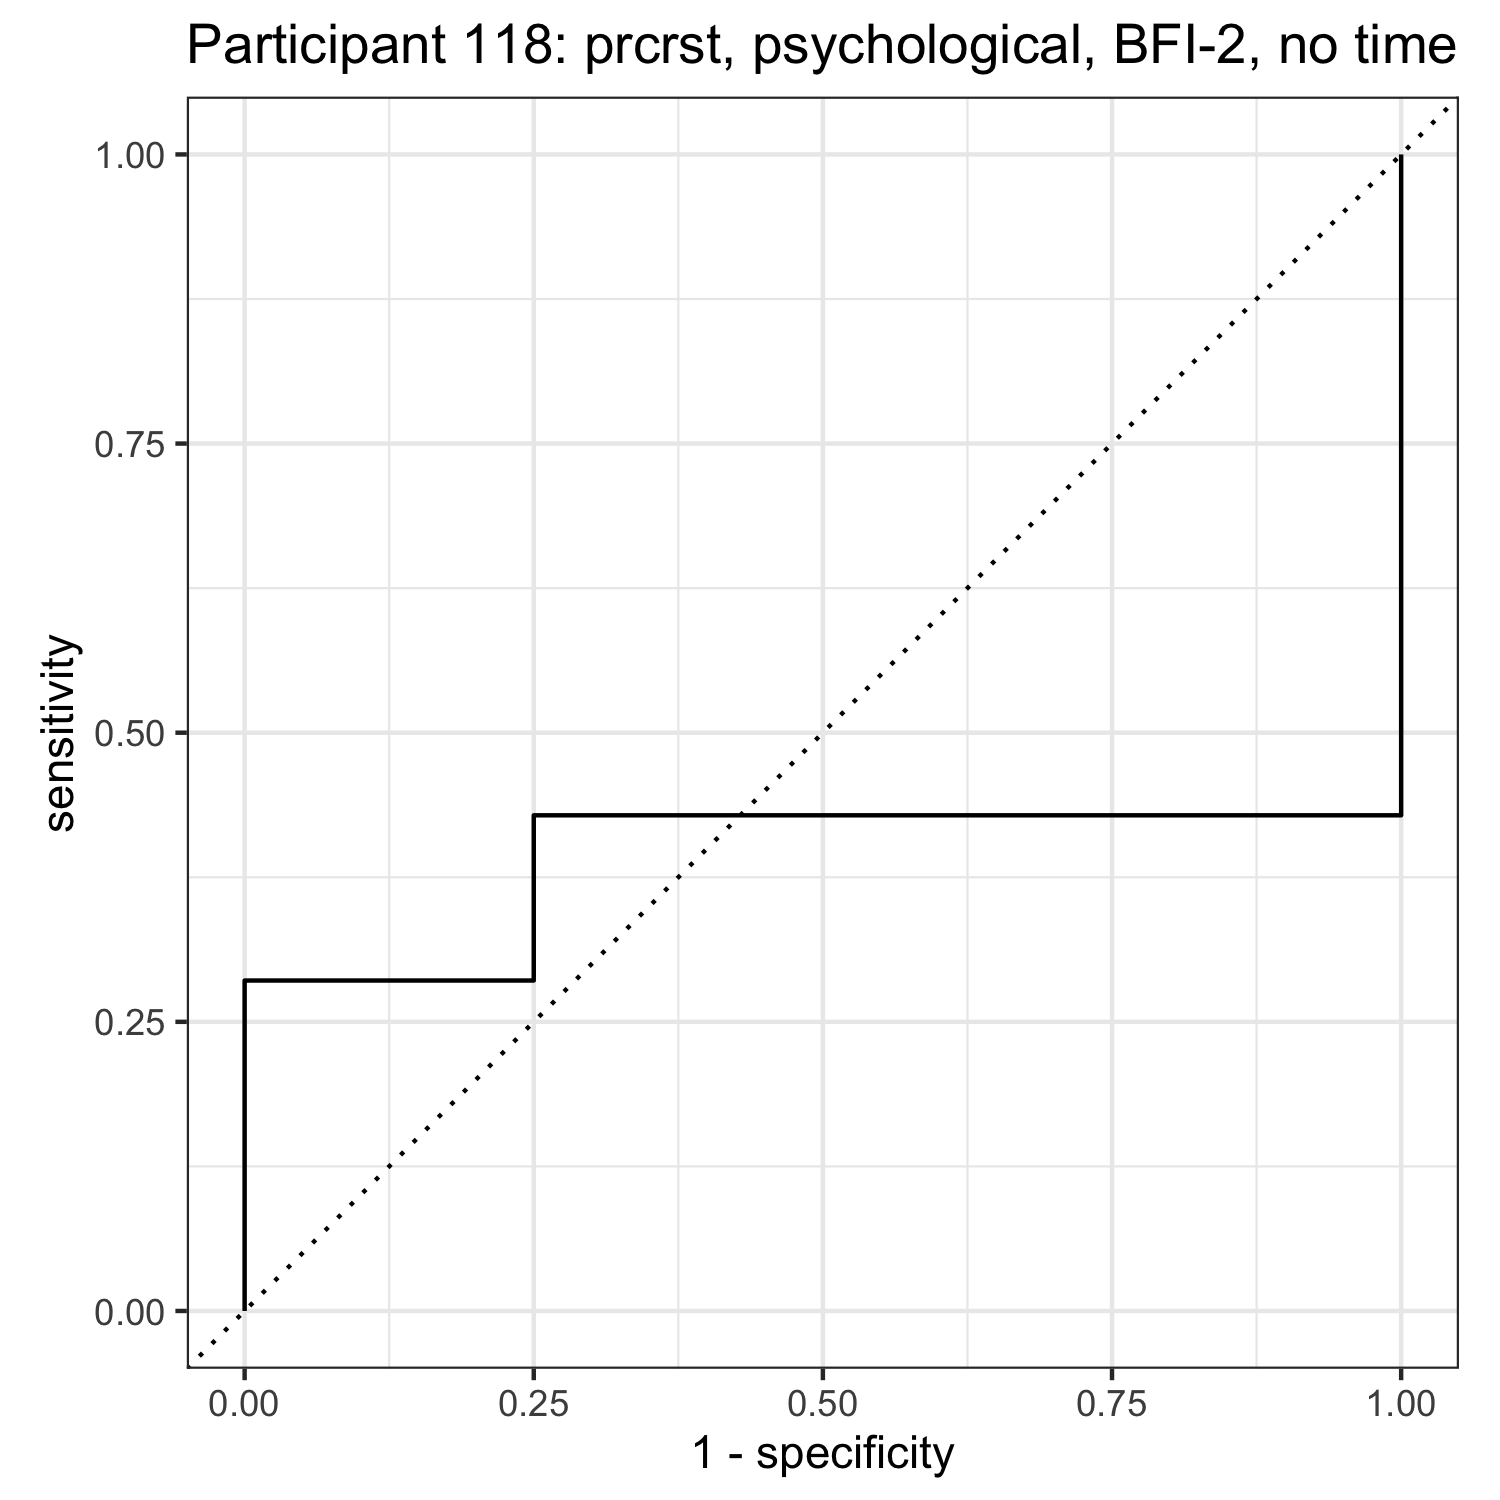 Participant 118: prcrst, psychological, BFI-2, no time
sensitivity
1.00
0.75
0.50
0.25
0.00
0.00 0.25 0.50 0.75 1.00
1 - specificity